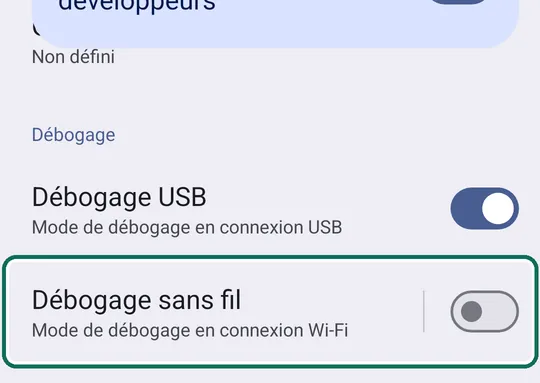 développeurs
Non défini
Débogage
Débogage USB
Mode de débogage en connexion USB
Débogage sans fil
Mode de débogage en connexion Wi-Fi